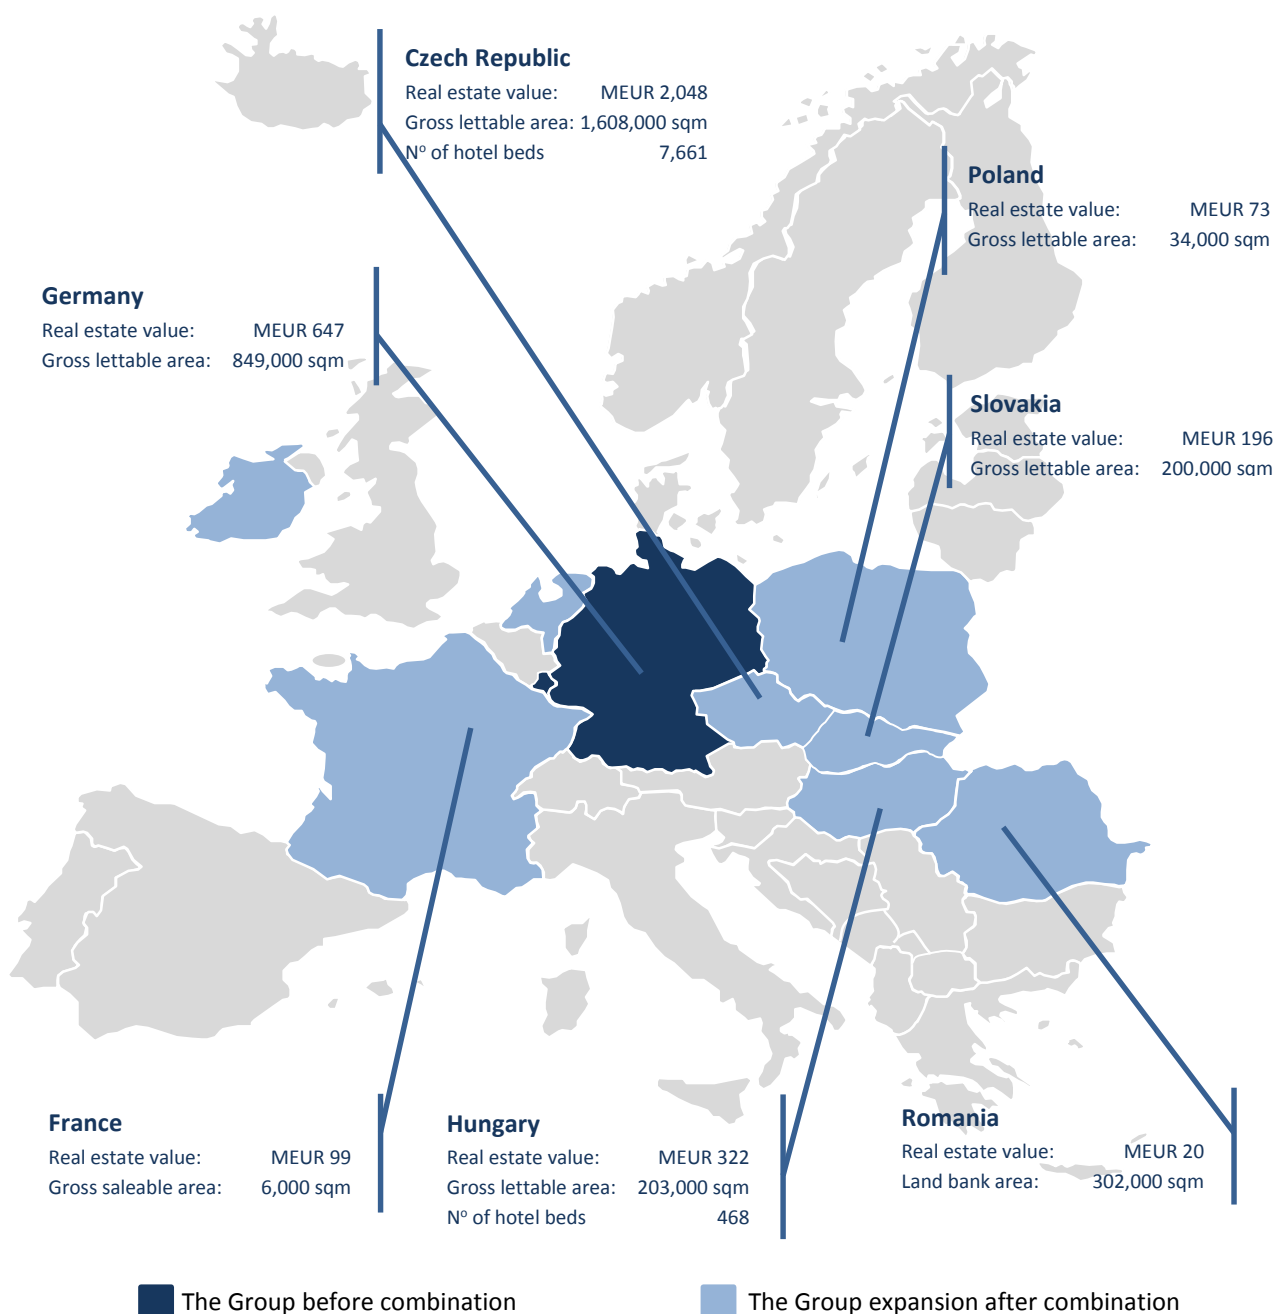 Czech Republic
Real estate value: MEUR 2,048
Gross lettable area: 1,608,000 sqm
Nº of hotel beds 7,661
Poland
Real estate value: MEUR 73
Gross lettable area: 34,000 sqm
Germany
Real estate value: MEUR 647
Gross lettable area: 849,000 sqm
Slovakia
Real estate value: MEUR 196
Gross lettable area: 200,000 sqm
France
Real estate value: MEUR 99
Gross saleable area: 6,000 sqm
Hungary
Real estate value: MEUR 322
Gross lettable area: 203,000 sqm
Nº of hotel beds 468
Romania
Real estate value: MEUR 20
Land bank area: 302,000 sqm
The Group before combination
The Group expansion after combination